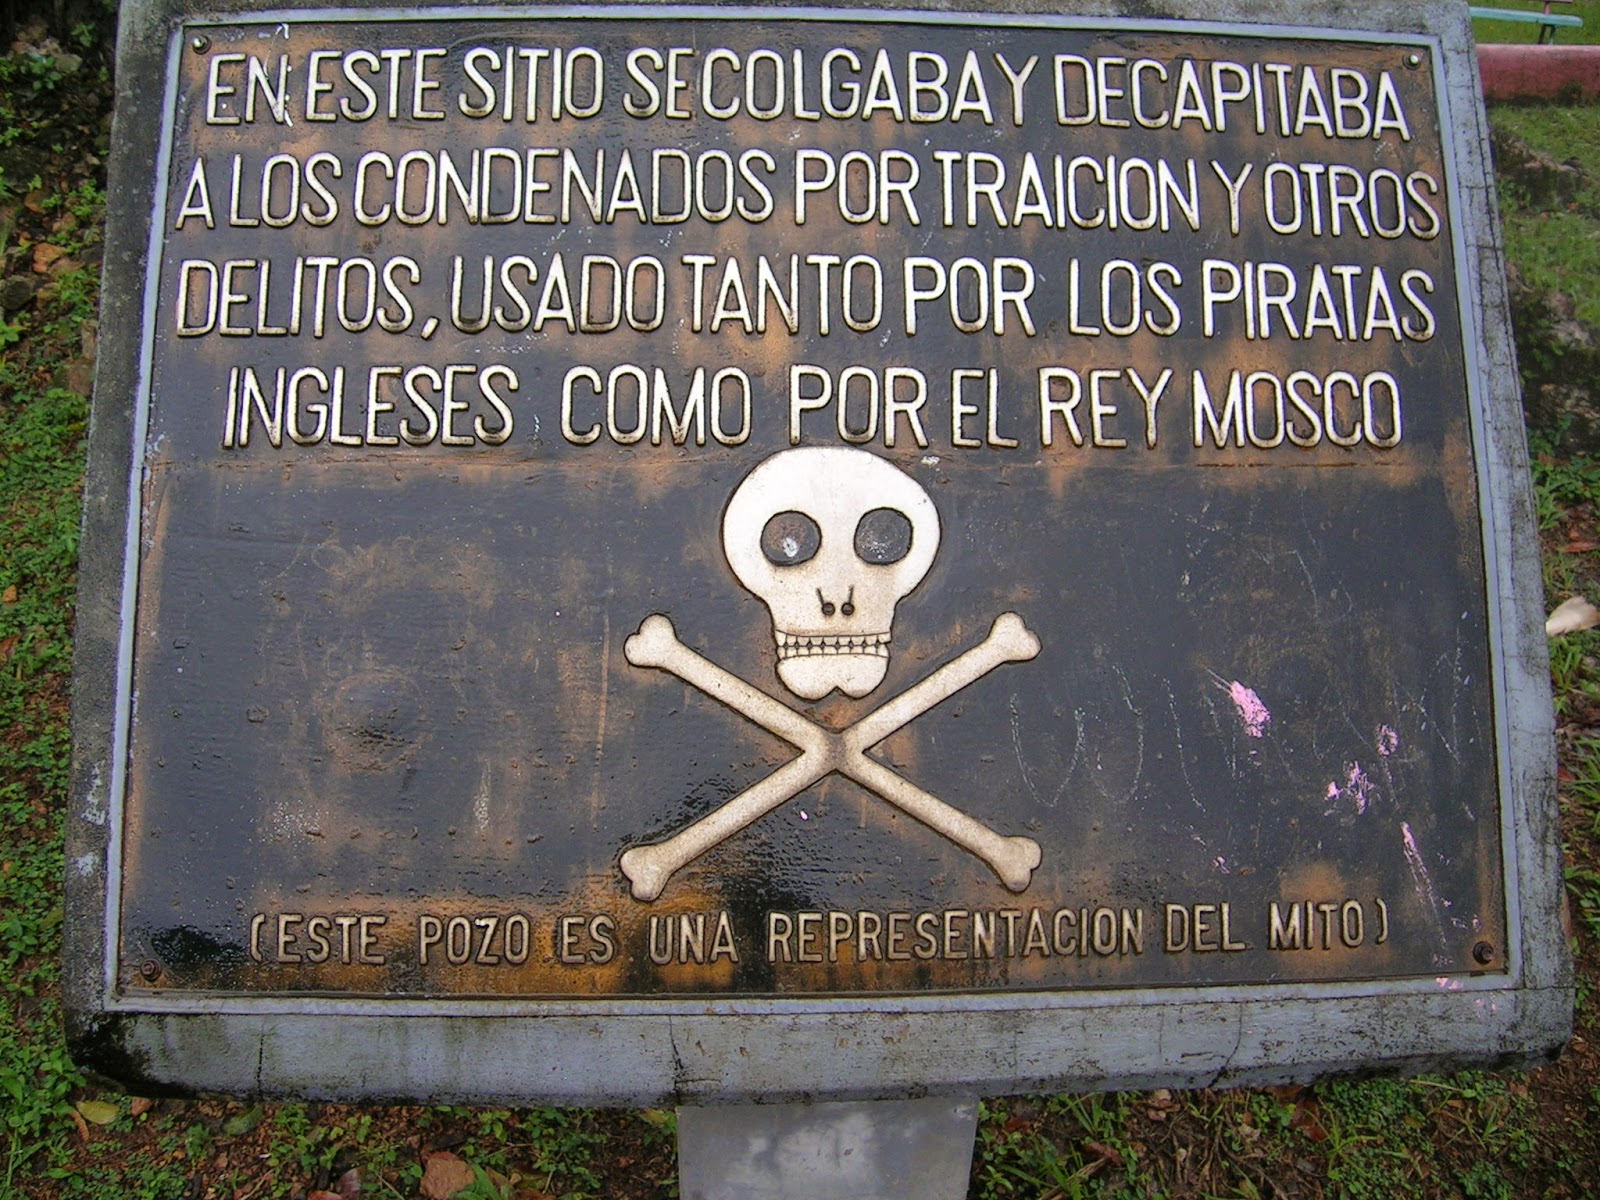 EN ESTE SITIO SE COLGABA Y DECAPITABA
A LOS CONDENADOS POR TRAICION Y OTROS
DELITOS, USADO TANTO POR LOS PIRATAS
INGLESES COMO POR EL REY MOSCO
(ESTE POZO ES UNA REPRESENTACION DEL MITO)